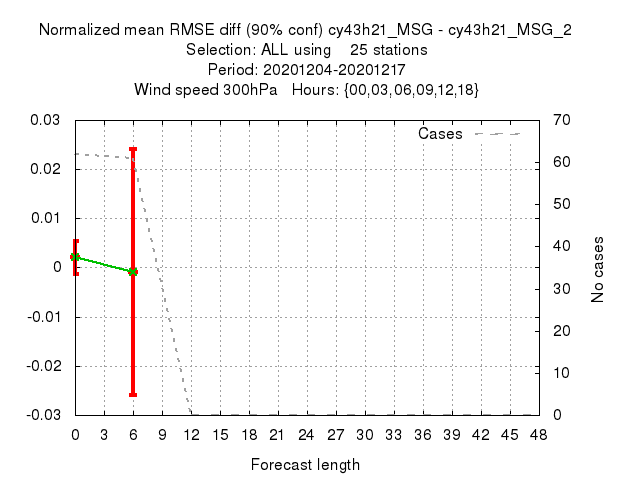 Normalized mean RMSE diff (90% conf) cy43h21_MSG - cy43h21_MSG_2
Selection: ALL using 25 stations
Period: 20201204-20201217
Wind speed 300hPa Hours: {00,03,06,09,12,18}
0.03
0.02
0.01
0
-0.01
-0.02
-0.03
Cases
70
60
50
40
30
20
10
0
No cases
0 3 6 9 12 15 18 21 24 27 30 33 36 39 42 45 48
Forecast length